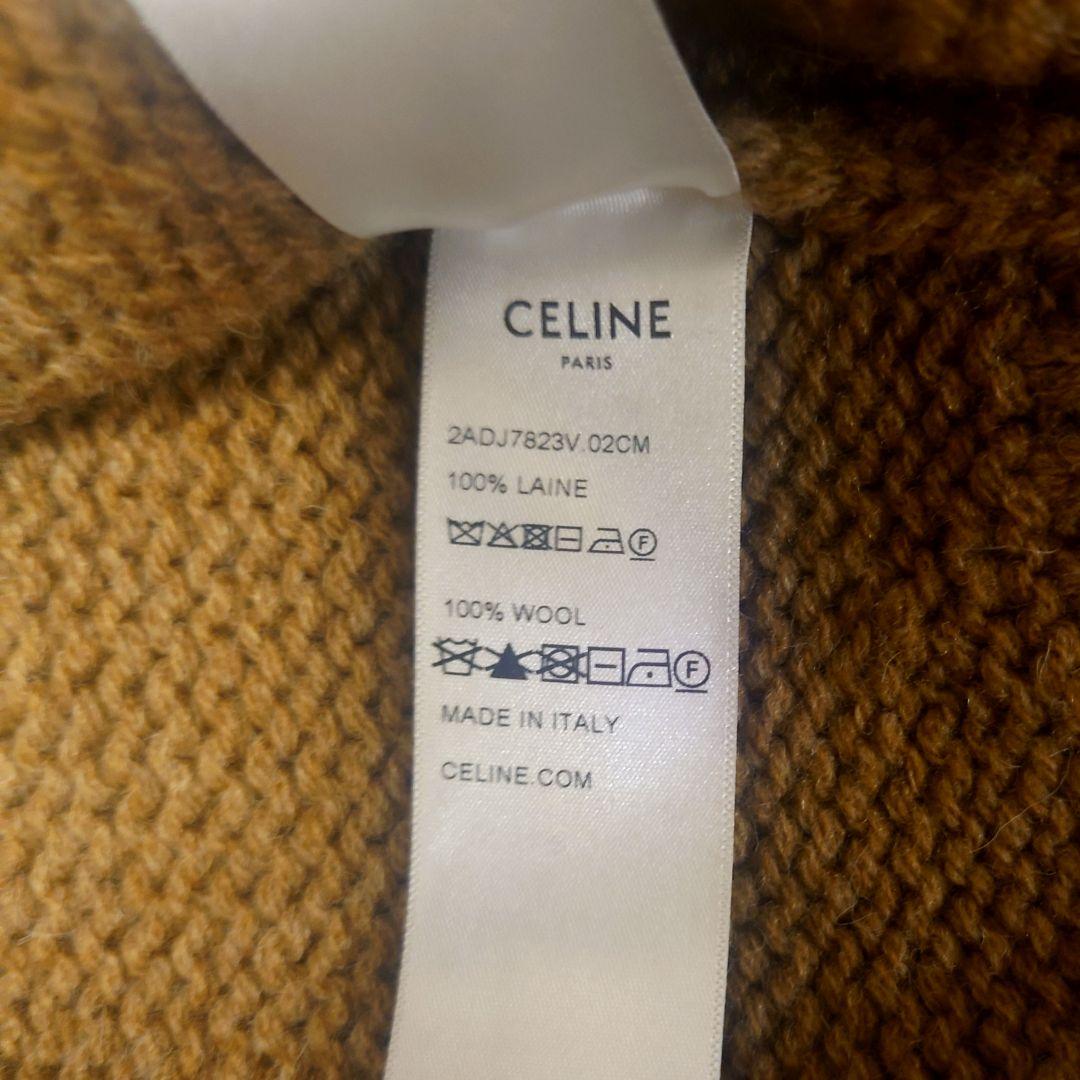 CELINE
PARIS
2ADJ7823V.02CM
100% LAINE
F
100% WOOL
F
MADE IN ITALY
CELINE.COM